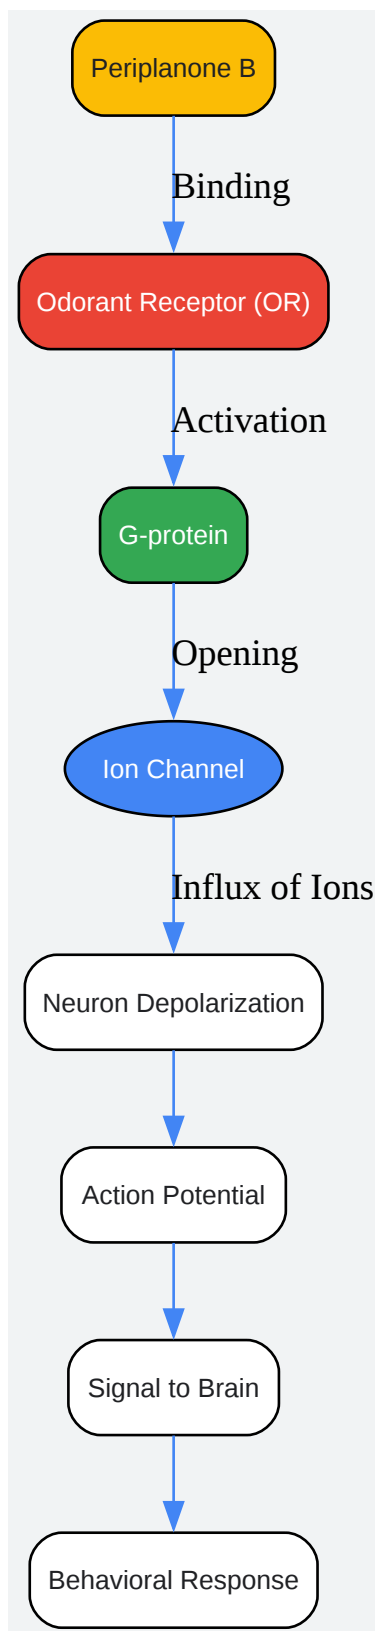 Periplanone B
Binding
Odorant Receptor (OR)
Activation
G-protein
Opening
Ion Channel
Influx of Ions
Neuron Depolarization
Action Potential
Signal to Brain
Behavioral Response